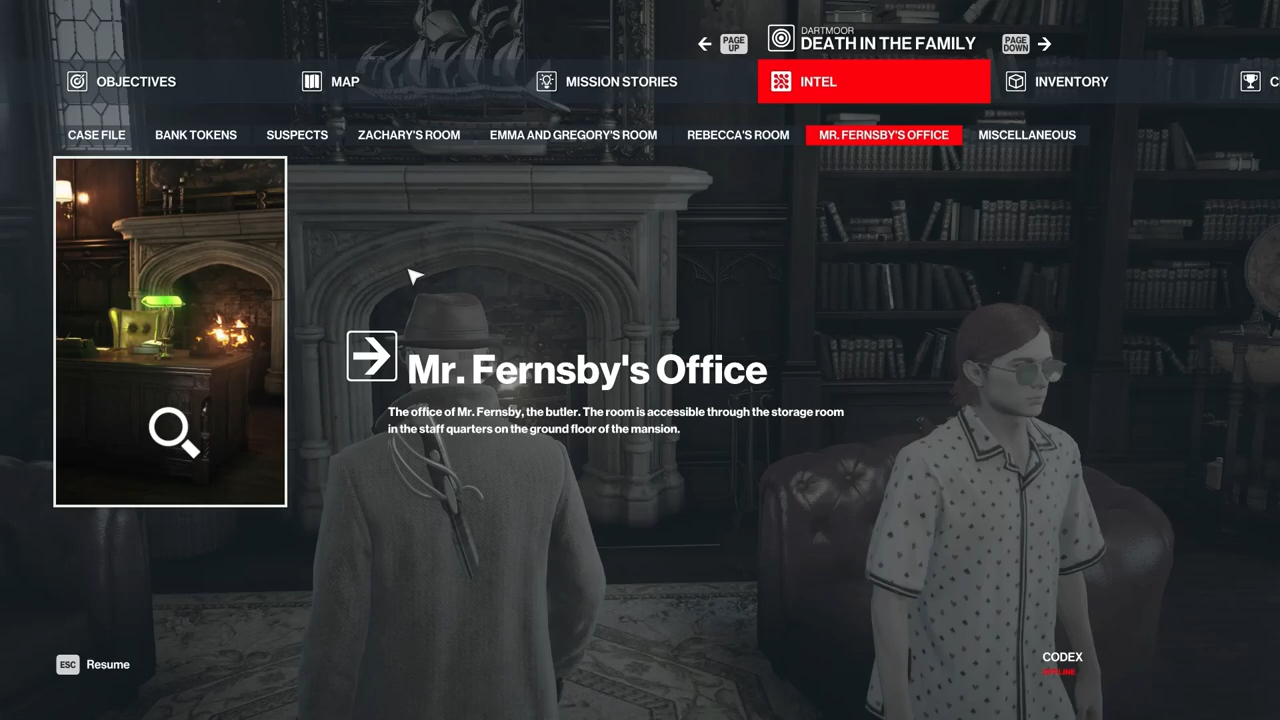 PAGE UP
DARTMOOR
DEATH IN THE FAMILY
PAGE DOWN
OBJECTIVES
MAP
MISSION STORIES
INTEL
INVENTORY
C
CASE FILE
BANK TOKENS
SUSPECTS
ZACHARY'S ROOM
EMMA AND GREGORY'S ROOM
REBECCA'S ROOM
MR. FERNSBY'S OFFICE
MISCELLANEOUS
Mr. Fernsby's Office
The office of Mr. Fernsby, the butler. The room is accessible through the storage room
in the staff quarters on the ground floor of the mansion.
ESC Resume
CODEX
OFFLINE